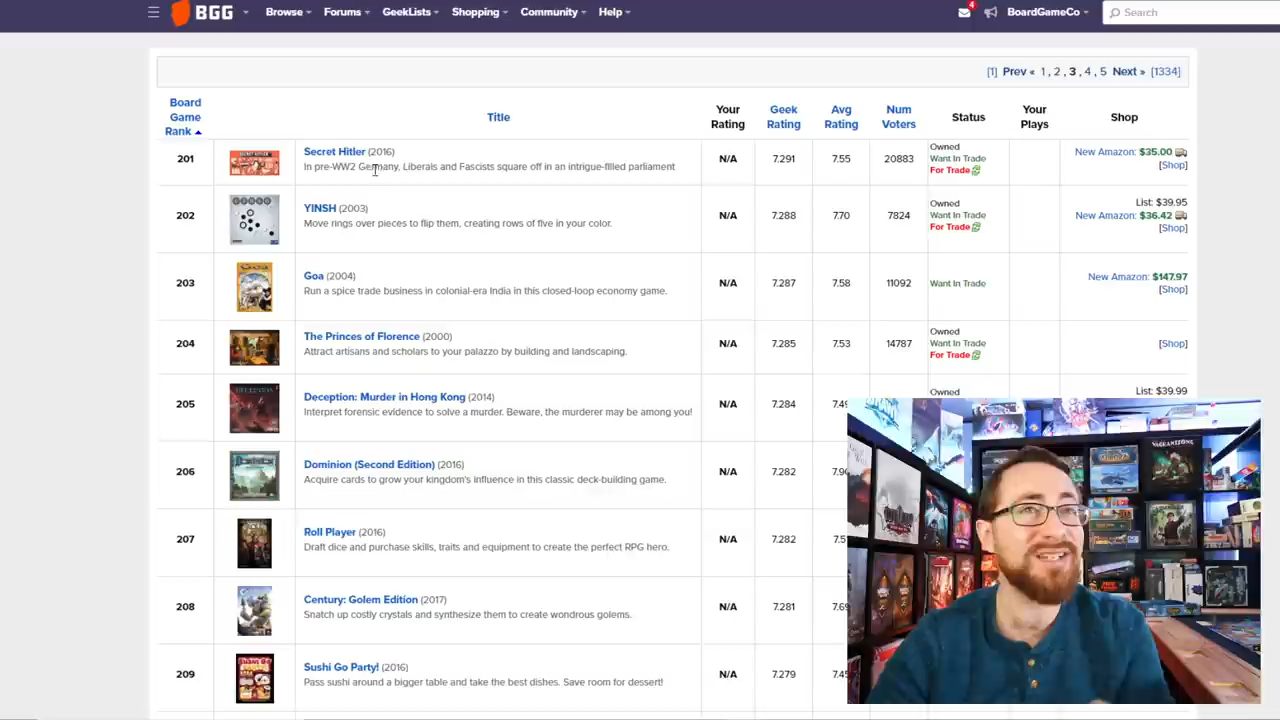 BGG Browse Forums GeekLists Shopping Community Help 4 BoardGameCo Search
[1] Prev « 1 , 2 , 3 , 4 , 5 Next » [1334]
Board Game Rank Title Your Rating Geek Rating Avg Rating Num Voters Status Your Plays Shop
201 Secret Hitler (2016) N/A 7.291 7.55 20883 Owned New Amazon: $35.00
In pre-WW2 Germany, Liberals and Fascists square off in an intrigue-filled parliament Want In Trade [Shop]
For Trade
202 YINSH (2003) N/A 7.288 7.70 7824 Owned List: $39.95
Move rings over pieces to flip them, creating rows of five in your color. Want In Trade New Amazon: $36.42
For Trade [Shop]
203 Goa (2004) N/A 7.287 7.58 11092 Want In Trade New Amazon: $147.97
Run a spice trade business in colonial-era India in this closed-loop economy game. [Shop]
204 The Princes of Florence (2000) N/A 7.285 7.53 14787 Owned [Shop]
Attract artisans and scholars to your palazzo by building and landscaping. Want In Trade
For Trade
205 Deception: Murder in Hong Kong (2014) N/A 7.284 Owned List: $39.99
Interpret forensic evidence to solve a murder. Beware, the murderer may be among you!
206 Dominion (Second Edition) (2016) N/A 7.282
Acquire cards to grow your kingdom's influence in this classic deck-building game.
207 Roll Player (2016) N/A 7.282
Draft dice and purchase skills, traits and equipment to create the perfect RPG hero.
208 Century: Golem Edition (2017) N/A 7.281
Snatch up costly crystals and synthesize them to create wondrous golems.
209 Sushi Go Party! (2016) N/A 7.279
Pass sushi around a bigger table and take the best dishes. Save room for dessert!